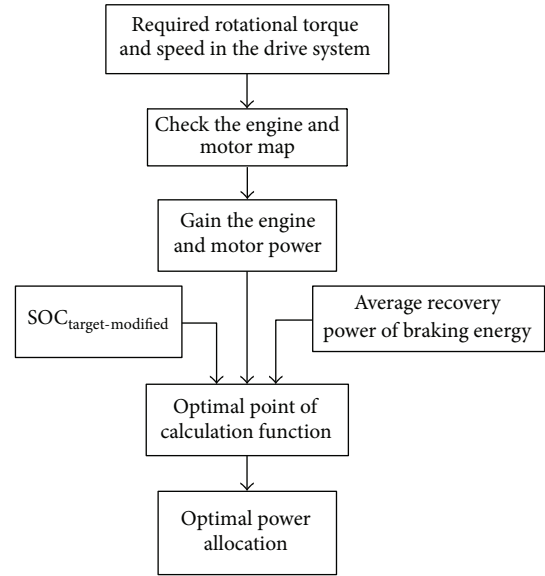 Required rotational torque
and speed in the drive system
Check the engine and
motor map
Gain the engine
and motor power
SOCtarget-modified
Average recovery
power of braking energy
Optimal point of
calculation function
Optimal power
allocation